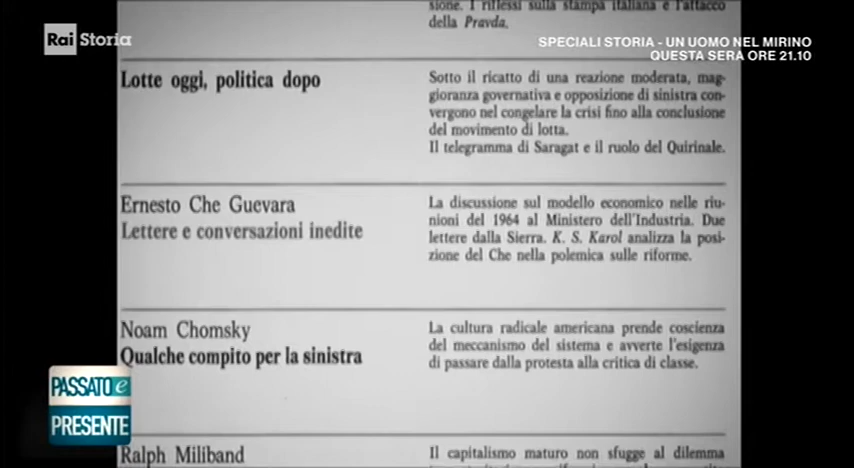 sione. I riflessi sulla stampa italiana e l'attacco
della Pravda.
Rai Storia
SPECIALI STORIA - UN UOMO NEL MIRINO
QUESTA SERA ORE 21.10
Lotte oggi, politica dopo
Sotto il ricatto di una reazione moderata, mag-
gioranza governativa e opposizione di sinistra con-
vergono nel congelare la crisi fino alla conclusione
del movimento di lotta.
Il telegramma di Saragat e il ruolo del Quirinale.
Ernesto Che Guevara
Lettere e conversazioni inedite
La discussione sul modello economico nelle riu-
nioni del 1964 al Ministero dell'Industria. Due
lettere dalla Sierra. K. S. Karol analizza la posi-
zione del Che nella polemica sulle riforme.
Noam Chomsky
Qualche compito per la sinistra
La cultura radicale americana prende coscienza
del meccanismo del sistema e avverte l'esigenza
di passare dalla protesta alla critica di classe.
PASSATO e
PRESENTE
Ralph Miliband
Il capitalismo maturo non sfugge al dilemma